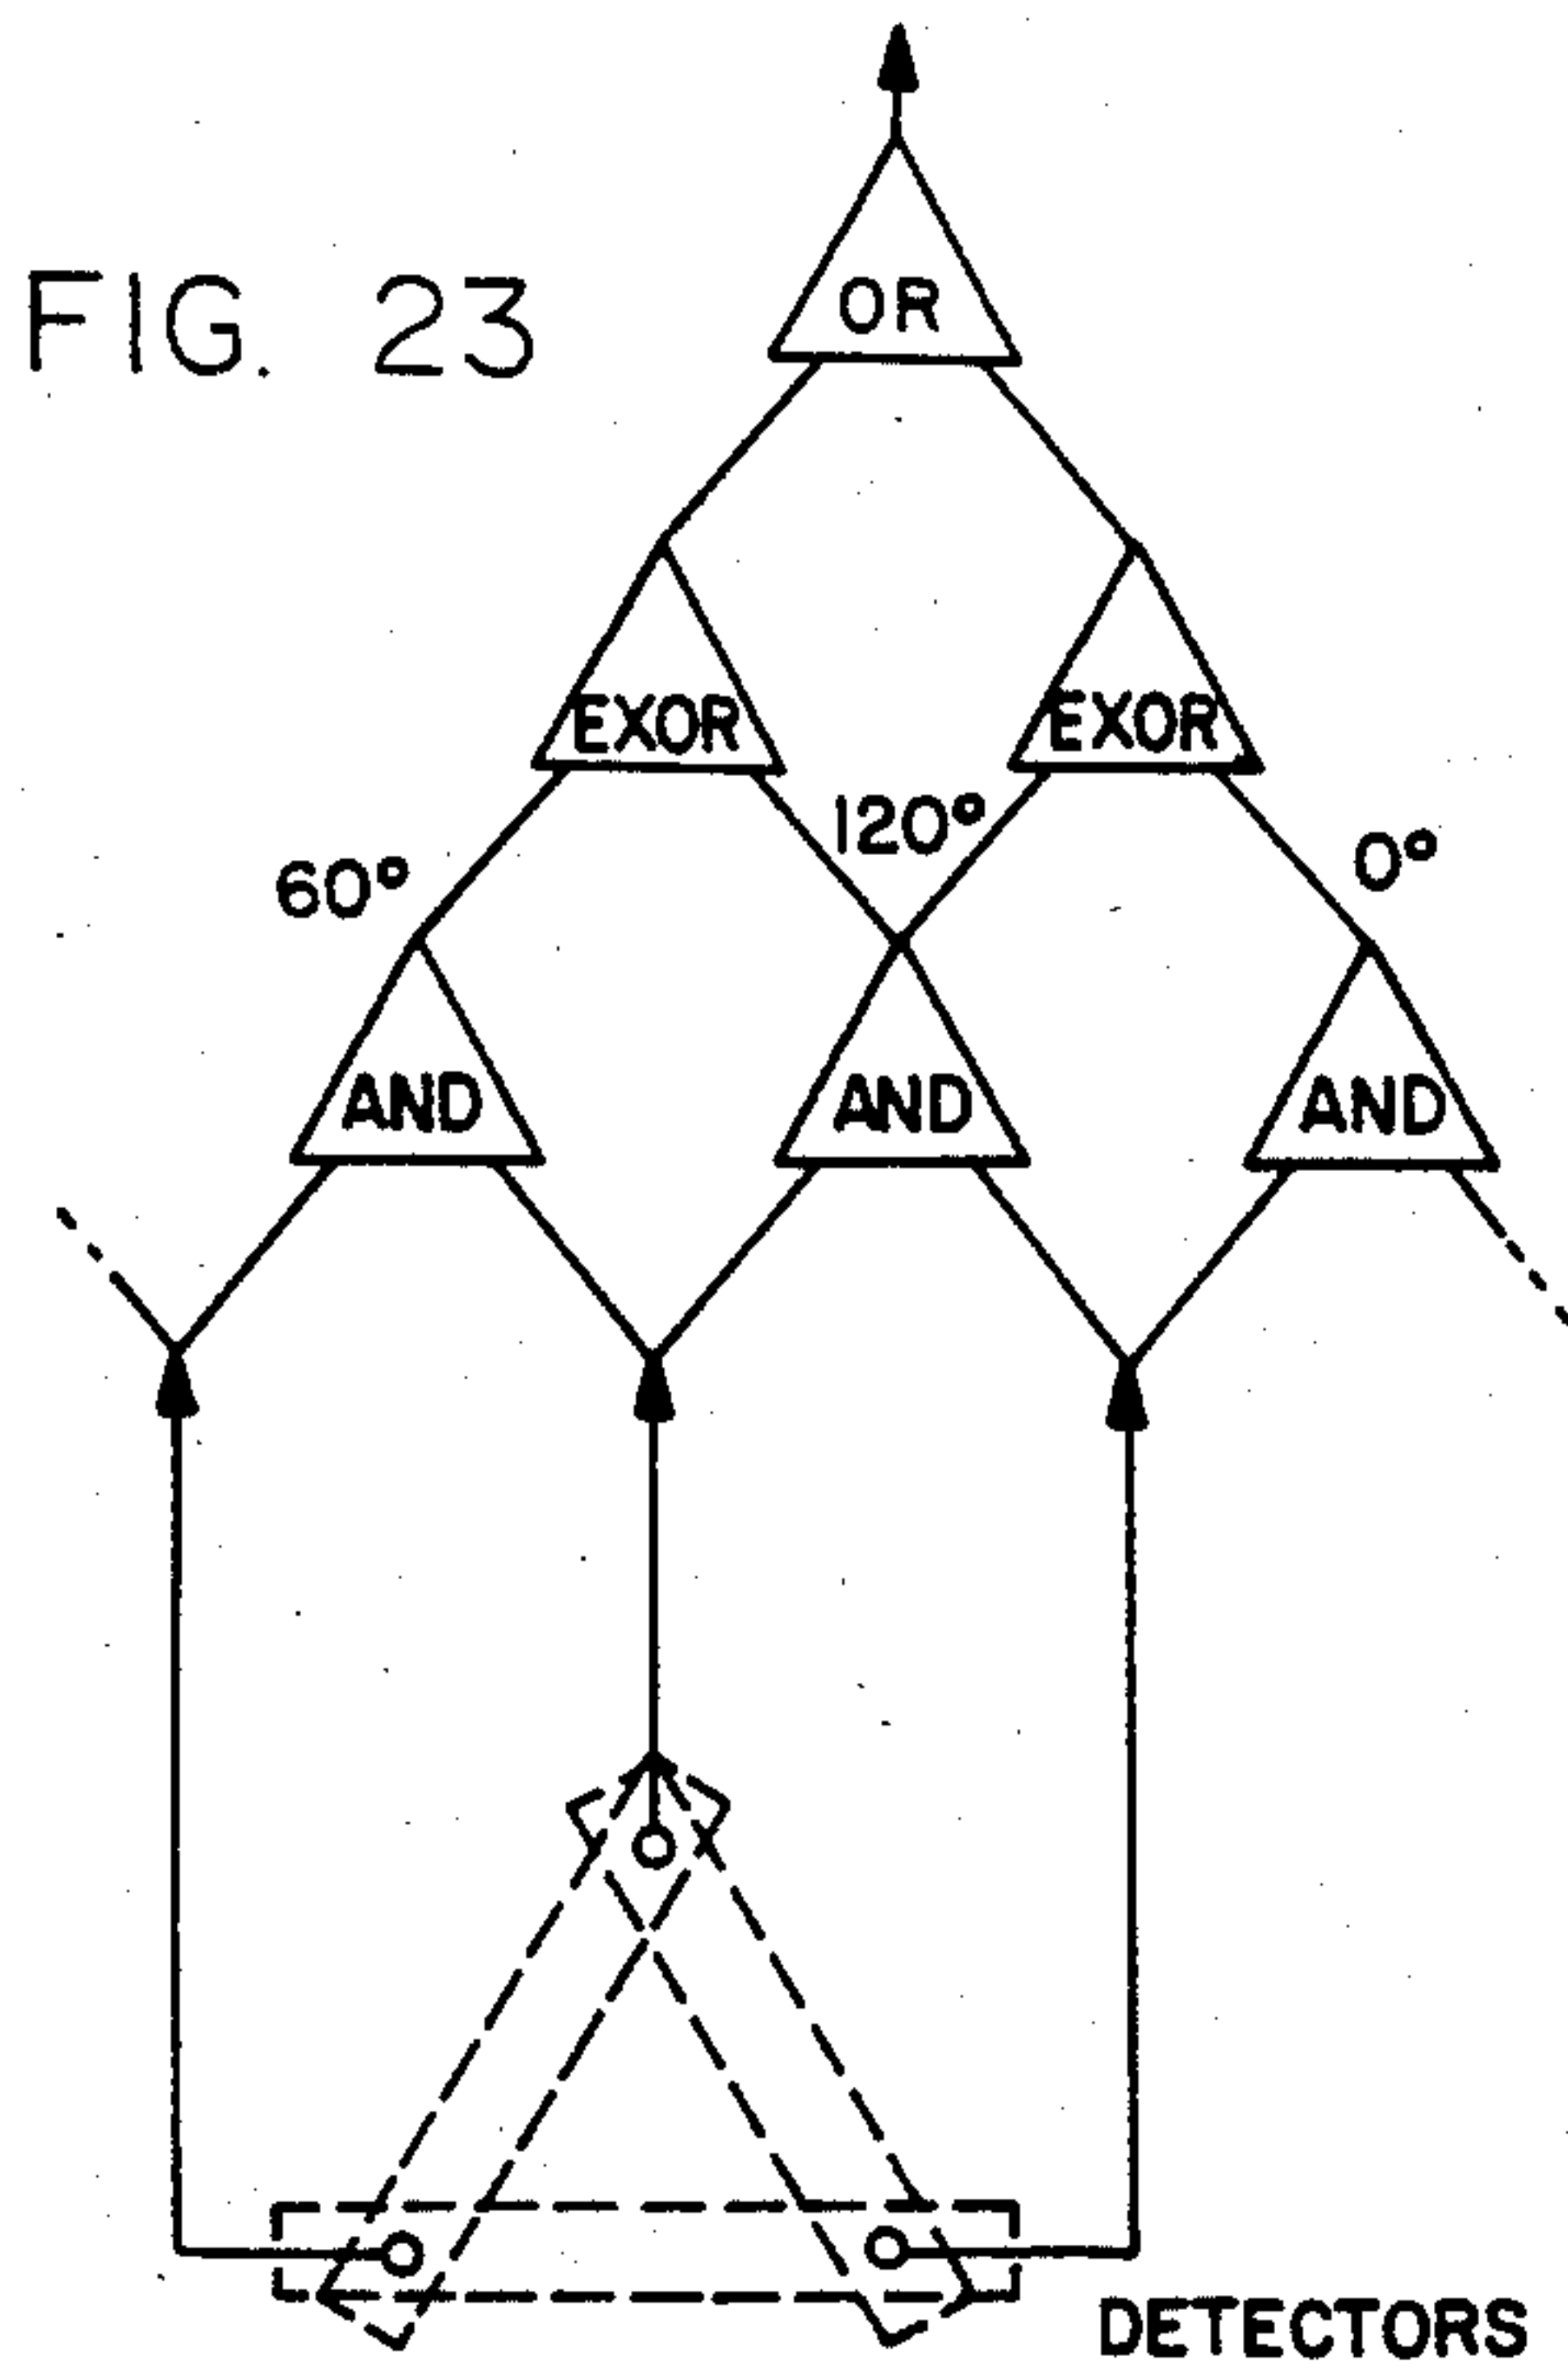 FIG. 23
OR
EXOR EXOR
60° 120° 0°
AND AND AND
DETECTORS